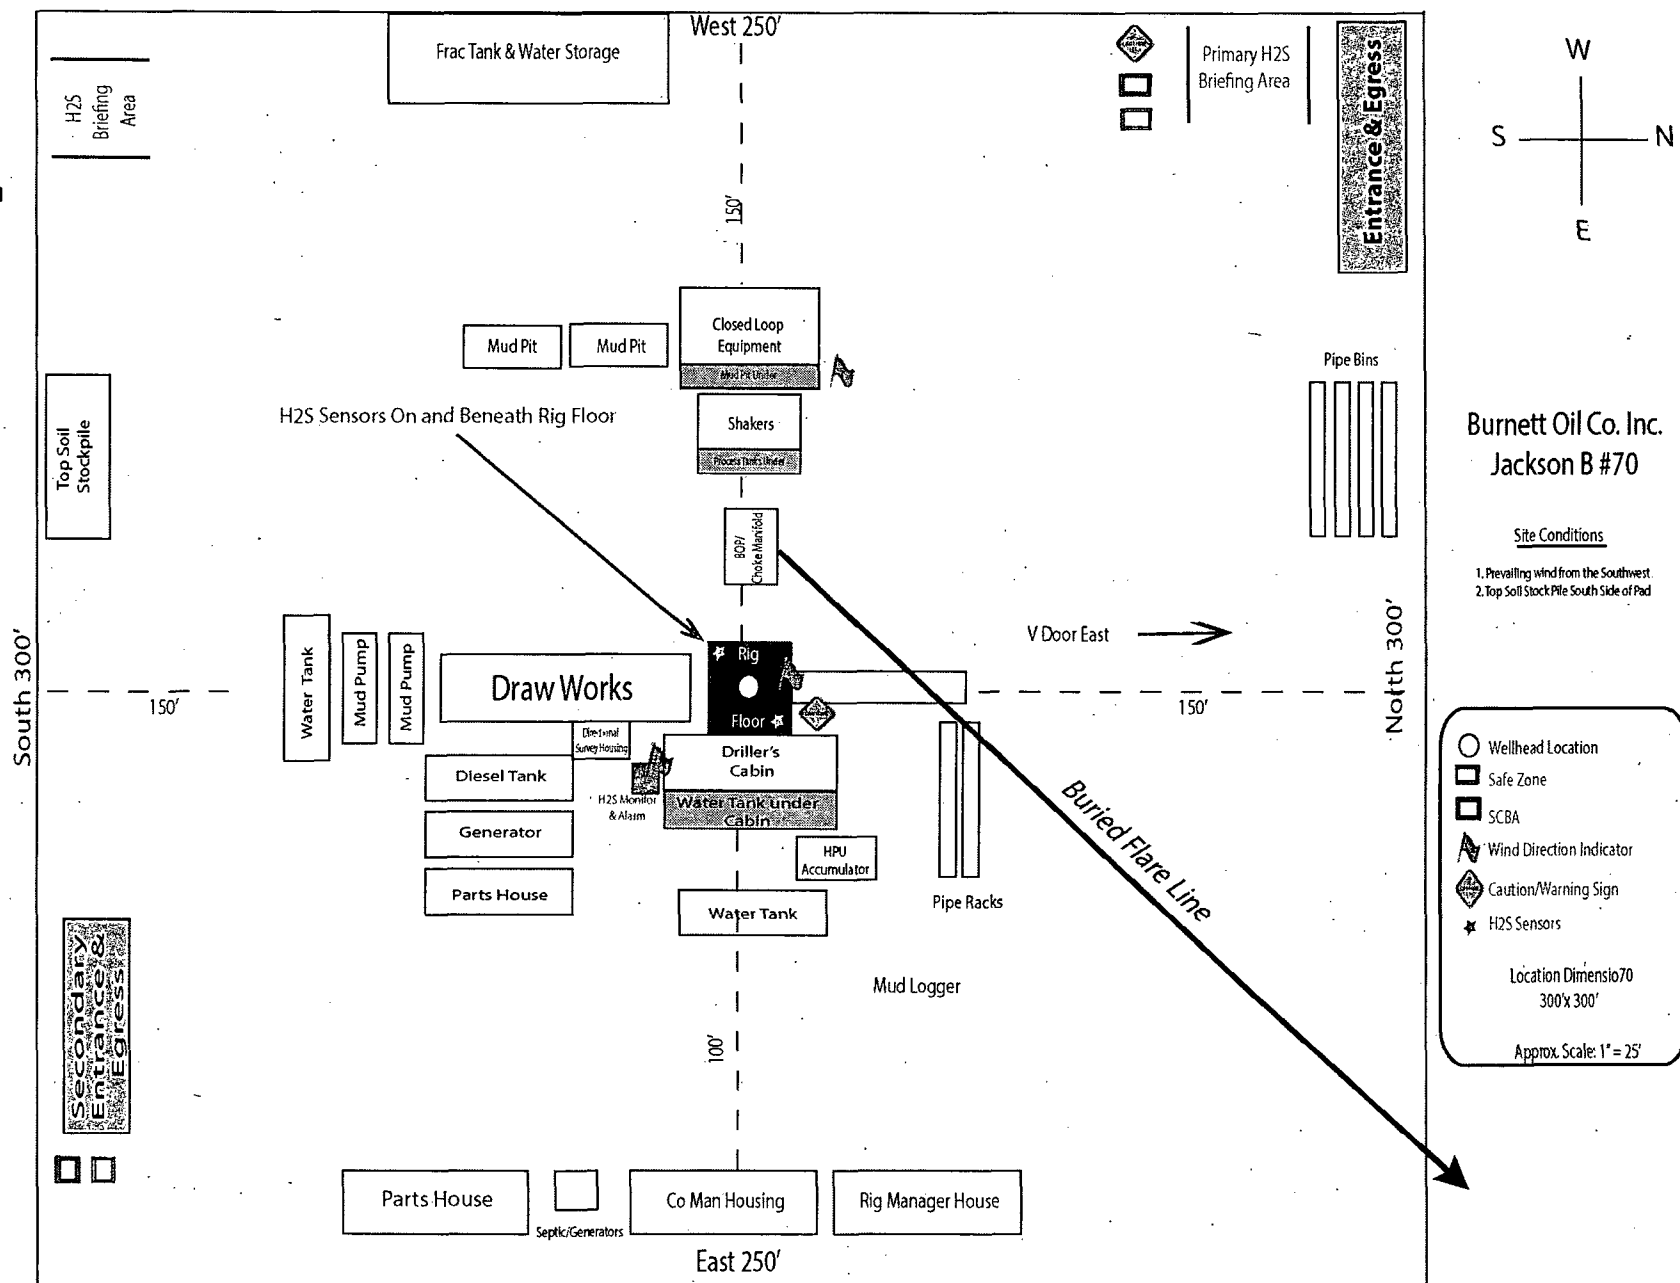 West 250'
Frac Tank & Water Storage
H2S
Briefing
Area
Primary H2S
Briefing Area
Entrance & Egress
W
S
N
E
150'
Closed Loop
Equipment
Mud Pit Under
Mud Pit
Mud Pit
Pipe Bins
Top Soil
Stockpile
H2S Sensors On and Beneath Rig Floor
Shakers
Process Tanks Under
Burnett Oil Co. Inc.
Jackson B #70
Site Conditions
1. Prevailing wind from the Southwest
2. Top Soil Stock Pile South Side of Pad
BOP/
Choke Manifold
V Door East
South 300'
150'
Water Tank
Mud Pump
Mud Pump
Draw Works
Rig
Floor
150'
North 300'
Directional
Survey Housing
Driller's
Cabin
Water Tank under
Cabin
Diesel Tank
H2S Monitor
& Alarm
Generator
Parts House
HPU
Accumulator
Water Tank
Pipe Racks
Buried Flare Line
Mud Logger
Wellhead Location
Safe Zone
SCBA
Wind Direction Indicator
Caution/Warning Sign
H2S Sensors
Location Dimensio70
300'x 300'
Approx. Scale: 1" = 25'
Secondary
Entrance &
Egress
100'
Parts House
Septic/Generators
Co Man Housing
Rig Manager House
East 250'